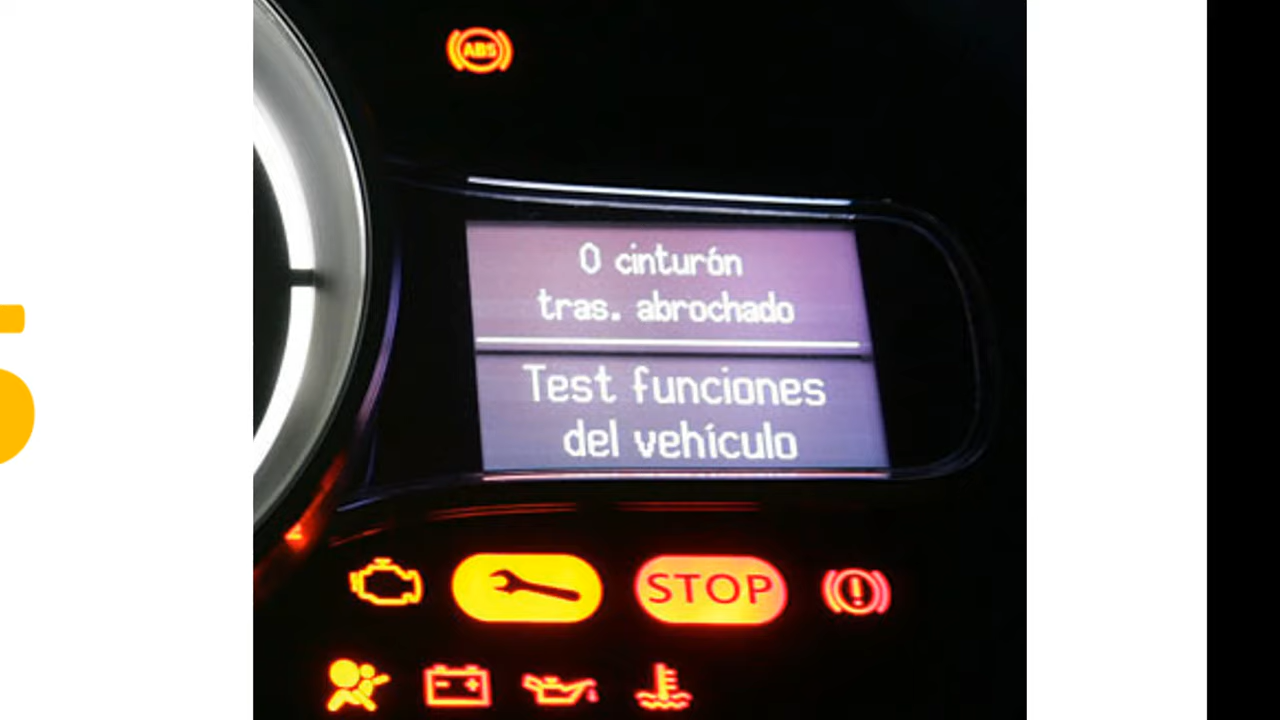 ABS
0 cinturón
tras. abrochado
Test funciones
del vehículo
STOP